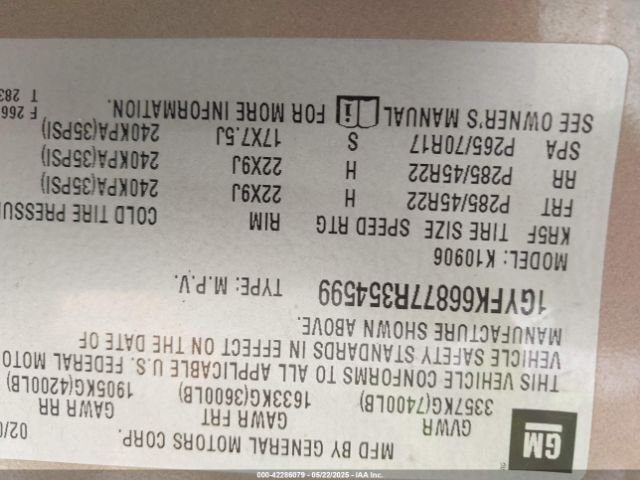 GM
MFD BY GENERAL MOTORS CORP. 02/0
GVWR GAWR FRT GAWR RR
3357KG(7400LB) 1633KG(3600LB) 1905KG(4200LB)
THIS VEHICLE CONFORMS TO ALL APPLICABLE U.S. FEDERAL MOTO
VEHICLE SAFETY STANDARDS IN EFFECT ON THE DATE OF
MANUFACTURE SHOWN ABOVE.
1GYFK66877R354599 TYPE: M.P.V.
MODEL: K10906
KR5F TIRE SIZE SPEED RTG RIM COLD TIRE PRESSU
FRT P285/45R22 H 22X9J 240KPA(35PSI)
RR P285/45R22 H 22X9J 240KPA(35PSI)
SPA P265/70R17 S 17X7.5J 240KPA(35PSI)
SEE OWNER'S MANUAL i FOR MORE INFORMATION.
F 266
T 283
000-42286079 - 05/22/2025 - IAA Inc.